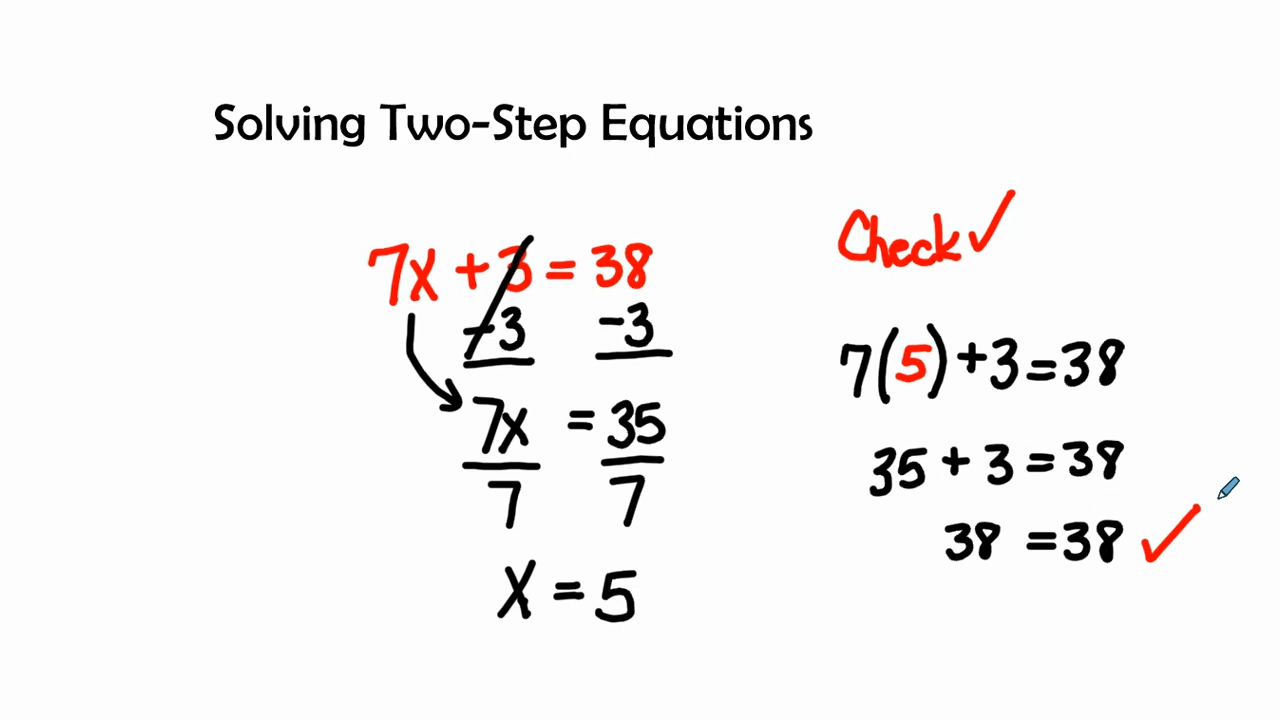 Solving Two-Step Equations
7x + 3 = 38
-3 -3
7x = 35
7 7
x = 5
Check ✓
7(5) +3 = 38
35 + 3 = 38
38 = 38 ✓